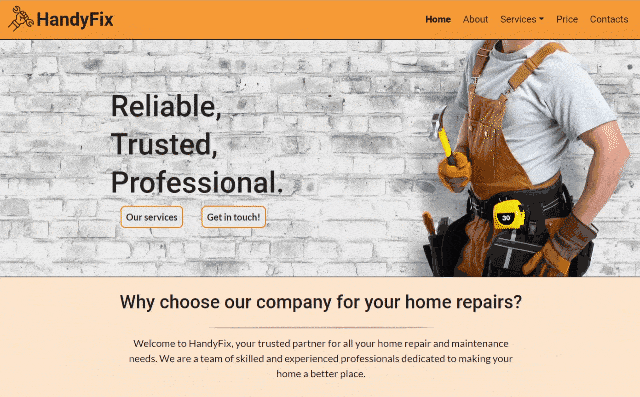 HandyFix
Home About Services Price Contacts
Reliable,
Trusted,
Professional.
Our services Get in touch!
30'
Why choose our company for your home repairs?
Welcome to HandyFix, your trusted partner for all your home repair and maintenance
needs. We are a team of skilled and experienced professionals dedicated to making your
home a better place.